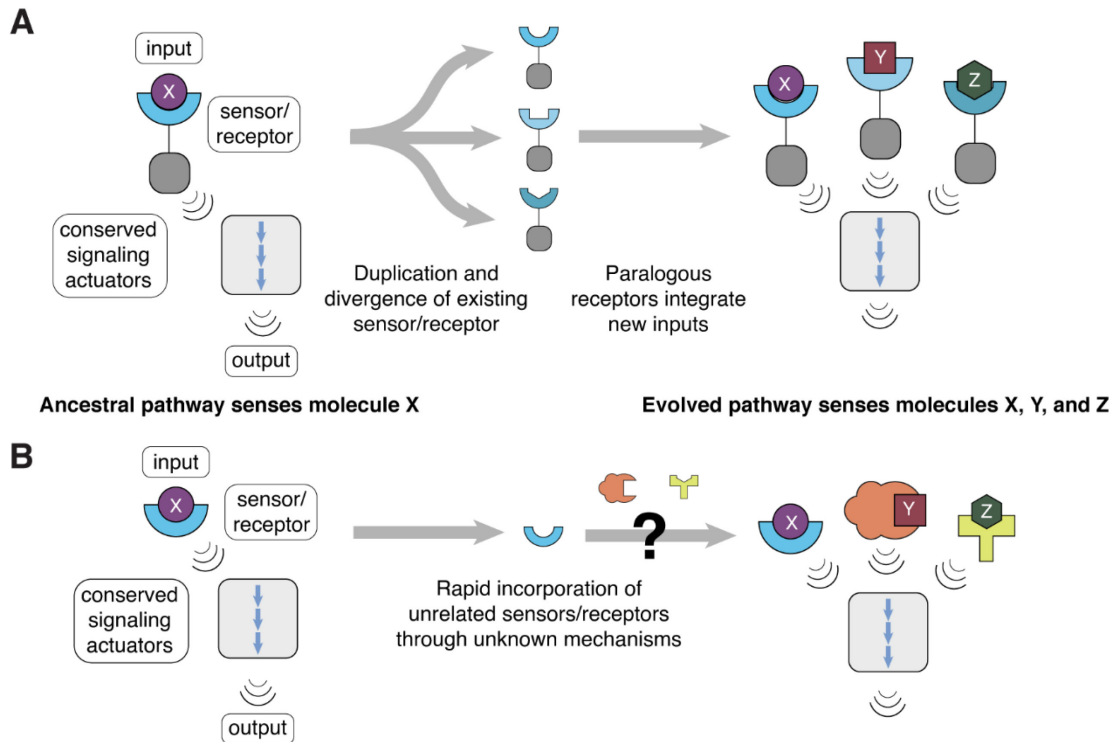 A
input
X
sensor/
receptor
conserved
signaling
actuators
output
Duplication and
divergence of existing
sensor/receptor
Paralogous
receptors integrate
new inputs
X
Y
Z
Ancestral pathway senses molecule X
Evolved pathway senses molecules X, Y, and Z
B
input
X
sensor/
receptor
conserved
signaling
actuators
output
?
Rapid incorporation of
unrelated sensors/receptors
through unknown mechanisms
X
Y
Z